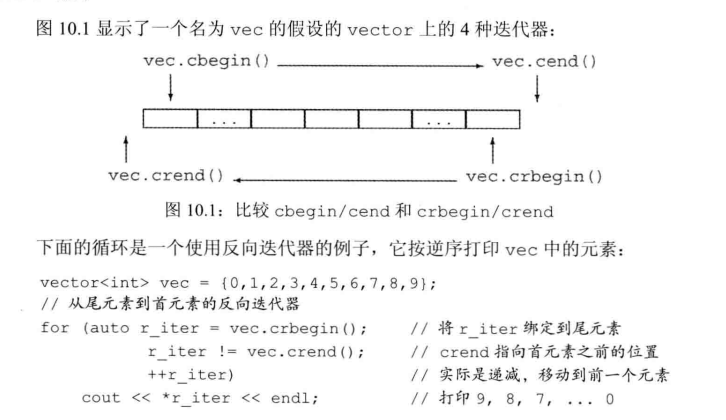 图 10.1 显示了一个名为 vec 的假设的 vector 上的 4 种迭代器：
vec.cbegin() vec.cend()
... ...
vec.crend() vec.crbegin()
图 10.1：比较 cbegin/cend 和 crbegin/crend
下面的循环是一个使用反向迭代器的例子，它按逆序打印 vec 中的元素：
vector<int> vec = {0,1,2,3,4,5,6,7,8,9};
// 从尾元素到首元素的反向迭代器
for (auto r_iter = vec.crbegin(); // 将 r_iter 绑定到尾元素
r_iter != vec.crend(); // crend 指向首元素之前的位置
++r_iter) // 实际是递减，移动到前一个元素
cout << *r_iter << endl; // 打印 9, 8, 7, ... 0